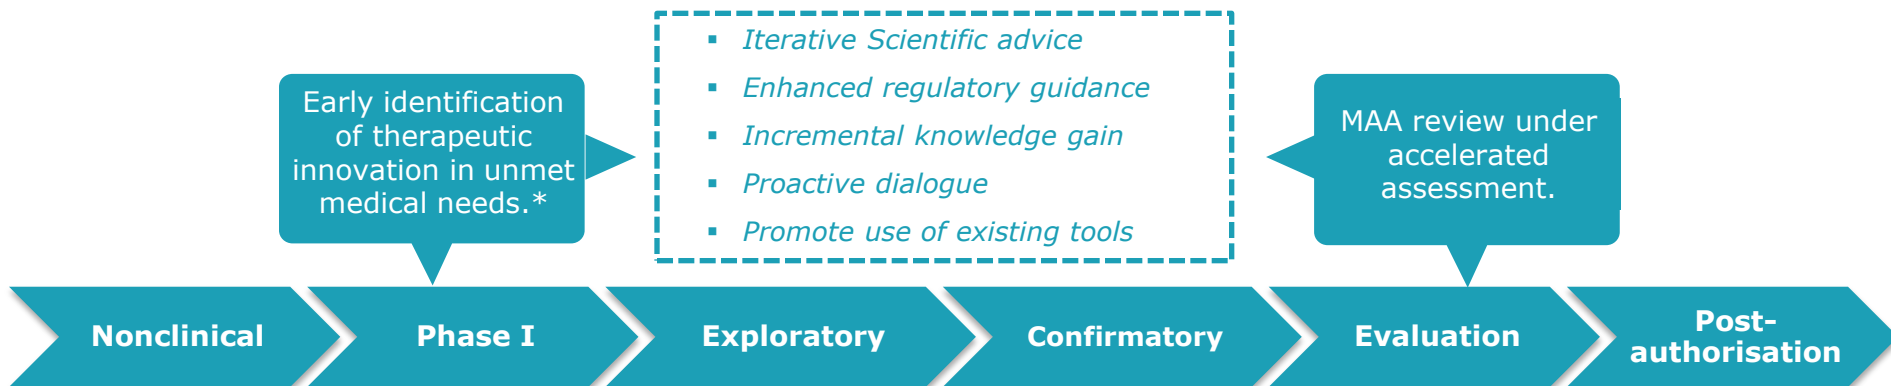 Early identification
of therapeutic
innovation in unmet
medical needs.*
▪ Iterative Scientific advice
▪ Enhanced regulatory guidance
▪ Incremental knowledge gain
▪ Proactive dialogue
▪ Promote use of existing tools
MAA review under
accelerated
assessment.
Nonclinical
Phase I
Exploratory
Confirmatory
Evaluation
Post-
authorisation